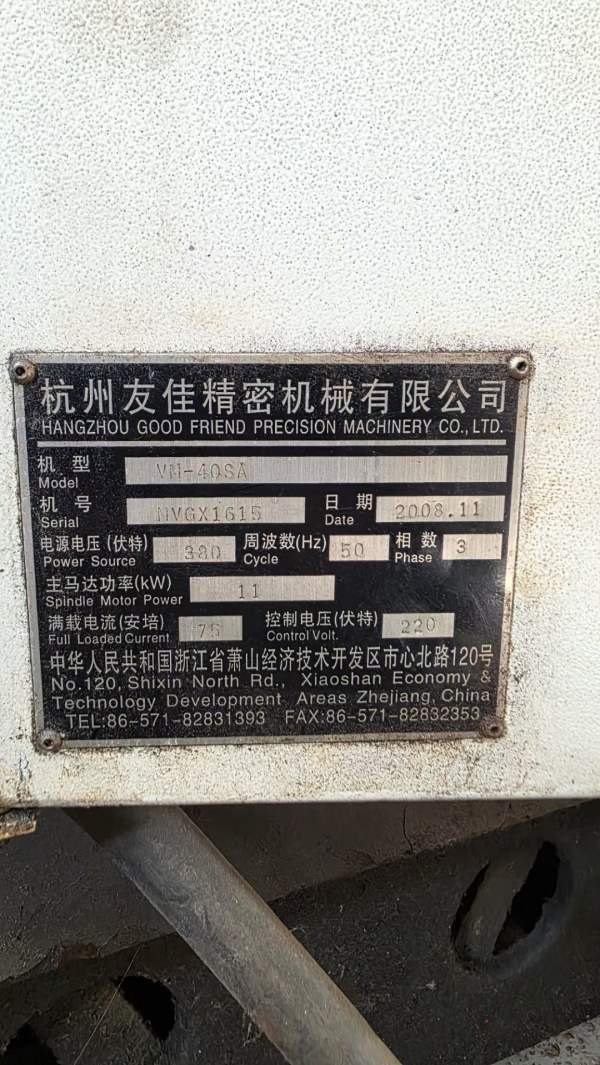 杭州友佳精密机械有限公司
HANGZHOU GOOD FRIEND PRECISION MACHINERY CO., LTD.
机 型 VM-40SA
Model
机 号 MVGX1615 日 期 2008.11
Serial Date
电源电压(伏特) 380 周波数(Hz) 50 相 数 3
Power Source Cycle Phase
主马达功率(kW) 11
Spindle Motor Power
满载电流(安培) 75 控制电压(伏特) 220
Full Loaded Current Control Volt.
中华人民共和国浙江省萧山经济技术开发区市心北路120号
No.120, Shixin North Rd., Xiaoshan Economy &
Technology Development Areas Zhejiang, China
TEL:86-571-82831393 FAX:86-571-82832353